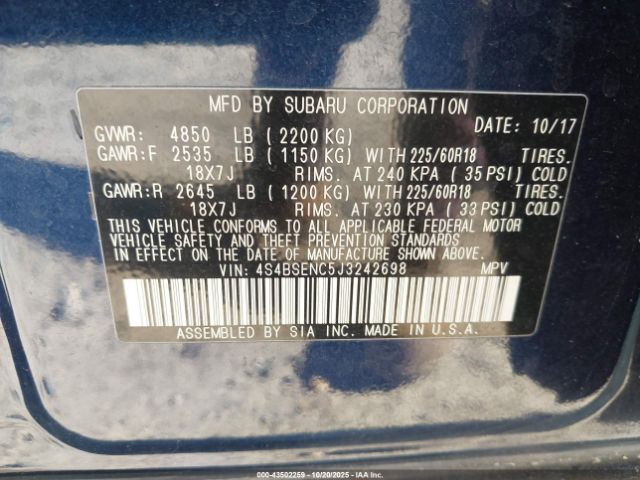 MFD BY SUBARU CORPORATION
DATE: 10/17
GVWR: 4850 LB (2200 KG)
GAWR:F 2535 LB (1150 KG) WITH 225/60R18 TIRES.
18X7J RIMS. AT 240 KPA (35 PSI) COLD
GAWR:R 2645 LB (1200 KG) WITH 225/60R18 TIRES.
18X7J RIMS. AT 230 KPA (33 PSI) COLD
THIS VEHICLE CONFORMS TO ALL APPLICABLE FEDERAL MOTOR
VEHICLE SAFETY AND THEFT PREVENTION STANDARDS
IN EFFECT ON THE DATE OF MANUFACTURE SHOWN ABOVE.
VIN: 4S4BSENC5J3242698 MPV
ASSEMBLED BY SIA INC. MADE IN U.S.A.
000-43502259 - 10/20/2025 - IAAI COPYRIGHT